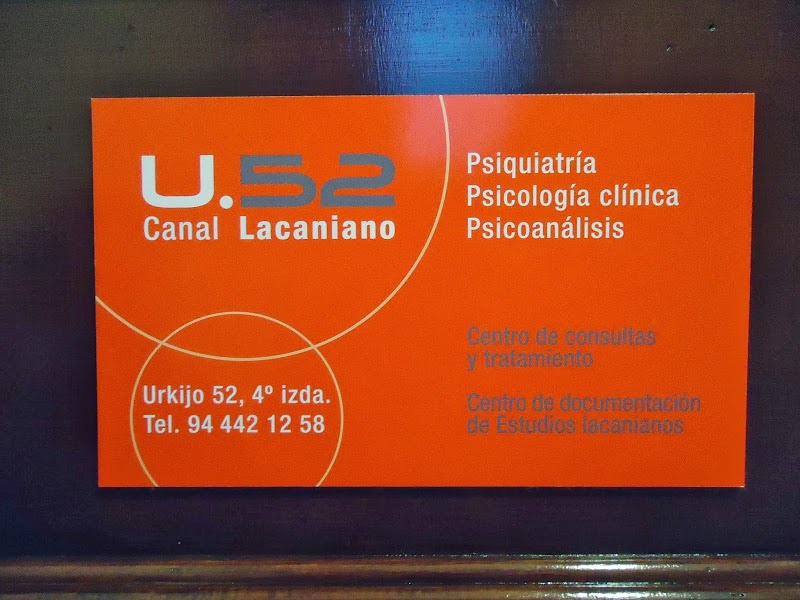 U.52
Canal Lacaniano
Psiquiatría
Psicología clínica
Psicoanálisis
Centro de consultas
y tratamiento
Centro de documentación
de Estudios lacanianos
Urkijo 52, 4º izda.
Tel. 94 442 12 58